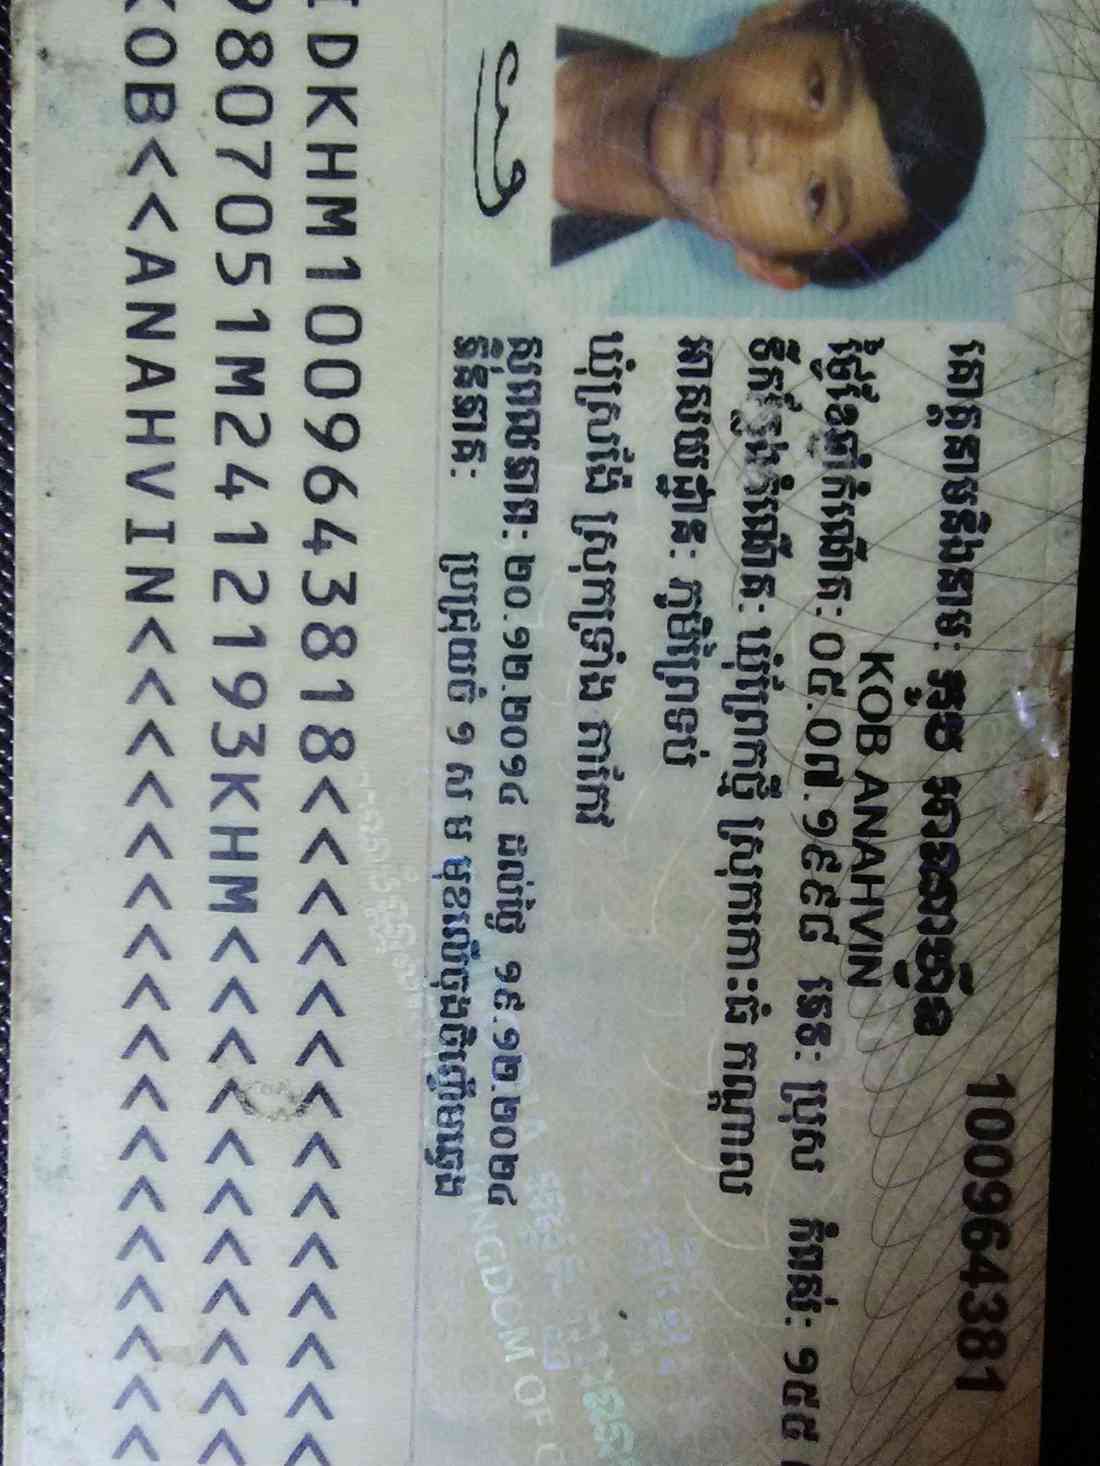 100964381
គោត្តនាមនិងនាម: កូប អាណាហ្វីន
KOB ANAHVIN
ថ្ងៃខែឆ្នាំកំណើត: ០៥.០៧.១៩៩៨ ភេទ: ប្រុស កំពស់: ១៥៥
ទីកន្លែងកំណើត: ឃុំព្រែកថ្មី ស្រុកកោះធំ កណ្ដាល
អាសយដ្ឋាន: ភូមិព្រៃទប់
ឃុំស្រង៉ែ ស្រុកទ្រាំង តាកែវ
សុពលភាព: ២០.១២.២០១៤ ដល់ថ្ងៃ ១៩.១២.២០២៤
ភិនភាគ: ប្រជ្រុយចំ ១ ស ម មុខលើចុងចិញ្ចើមឆ្វេង
KINGDOM OF
IDKHM1009643818<<<<<<<<<<<<<<<
9807051M2412193KHM<<<<<<<<<<<
KOB<<ANAHVIN<<<<<<<<<<<<<<<<<<